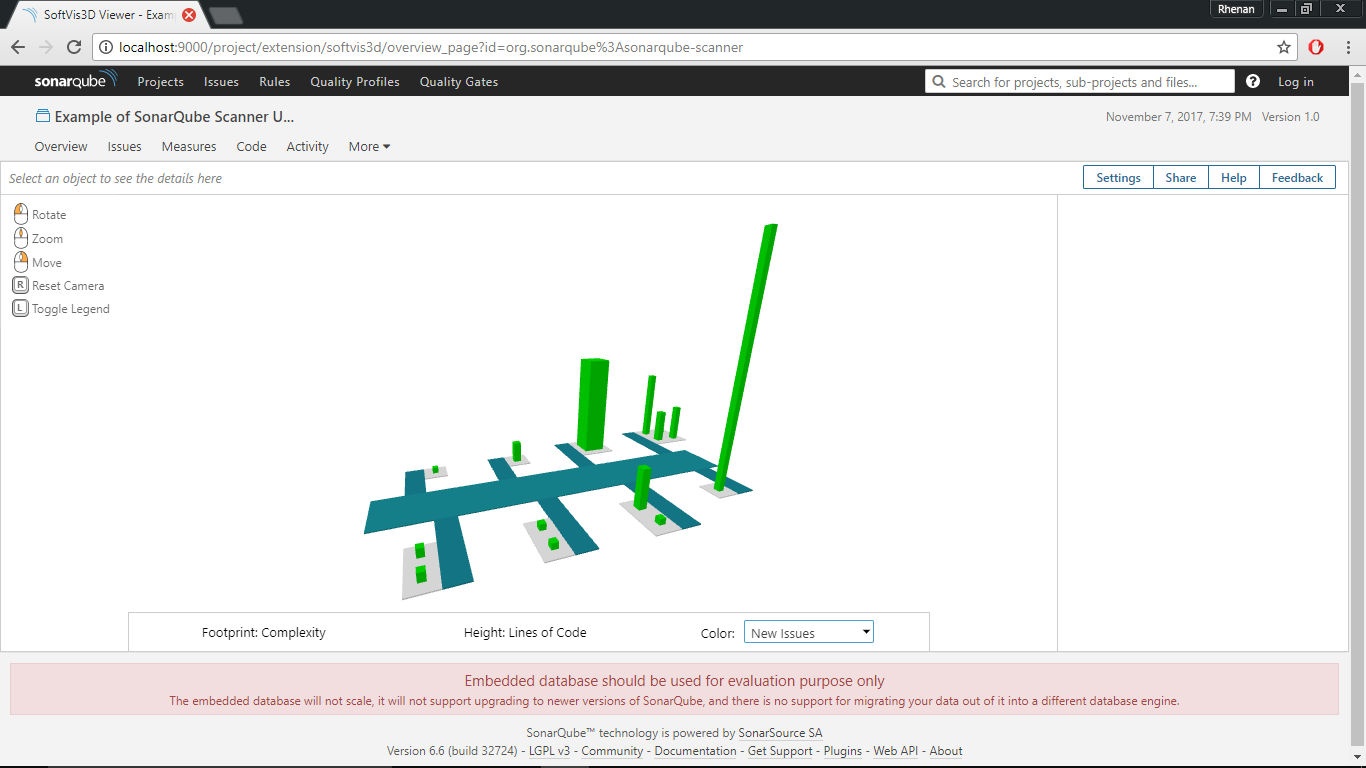 SoftVis3D Viewer - Exam
Rhenan
localhost:9000/project/extension/softvis3d/overview_page?id=org.sonarqube%3Asonarqube-scanner
sonarqube Projects Issues Rules Quality Profiles Quality Gates Search for projects, sub-projects and files... ? Log in
Example of SonarQube Scanner U... November 7, 2017, 7:39 PM Version 1.0
Overview Issues Measures Code Activity More
Select an object to see the details here Settings Share Help Feedback
Rotate
Zoom
Move
R Reset Camera
L Toggle Legend
Footprint: Complexity Height: Lines of Code Color: New Issues
Embedded database should be used for evaluation purpose only
The embedded database will not scale, it will not support upgrading to newer versions of SonarQube, and there is no support for migrating your data out of it into a different database engine.
SonarQube™ technology is powered by SonarSource SA
Version 6.6 (build 32724) - LGPL v3 - Community - Documentation - Get Support - Plugins - Web API - About